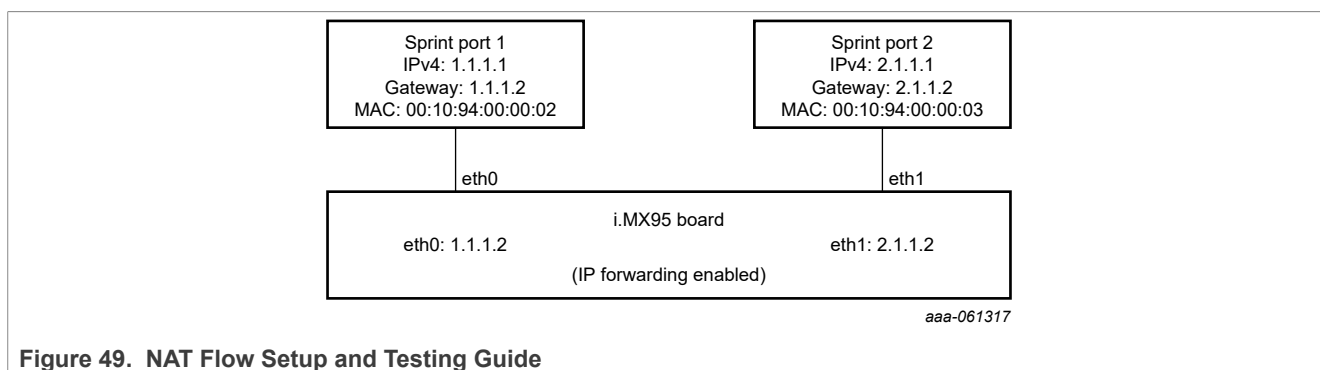 Sprint port 1
IPv4: 1.1.1.1
Gateway: 1.1.1.2
MAC: 00:10:94:00:00:02
Sprint port 2
IPv4: 2.1.1.1
Gateway: 2.1.1.2
MAC: 00:10:94:00:00:03
eth0
eth1
i.MX95 board
eth0: 1.1.1.2
eth1: 2.1.1.2
(IP forwarding enabled)
aaa-061317
Figure 49. NAT Flow Setup and Testing Guide